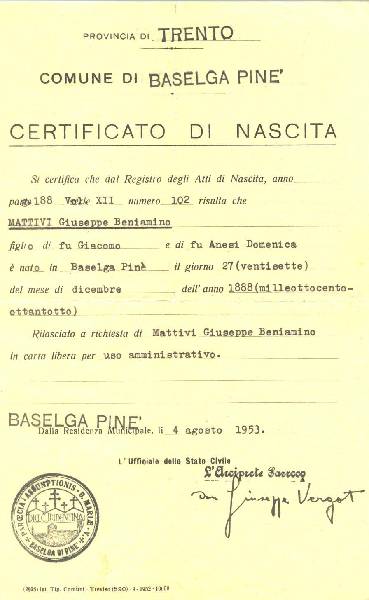 PROVINCIA DI TRENTO
COMUNE DI BASELGA PINE'
CERTIFICATO DI NASCITA
Si certifica che dal Registro degli Atti di Nascita, anno
pag. 188 Vol. XII numero 102 risulta che
MATTIVI Giuseppe Beniamino
figlio di fu Giacomo e di fu Anesi Domenica
è nato in Baselga Pinè il giorno 27(ventisette)
del mese di dicembre dell'anno 1888(milleottocento-
ottantotto)
Rilasciato a richiesta di Mattivi Giuseppe Beniamino
in carta libera per uso amministrativo.
BASELGA PINE'
Dalla Residenza Municipale, li 4 agosto 1953.
L'Ufficiale dello Stato Civile
L'Arciprete Parroco
don Giuseppe Vergot
BASELGA DI PINE